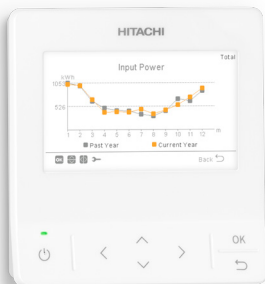 HITACHI
Total
Input Power
kWh
1053
526
1 2 3 4 5 6 7 8 9 10 11 12 m
Past Year Current Year
Back
OK